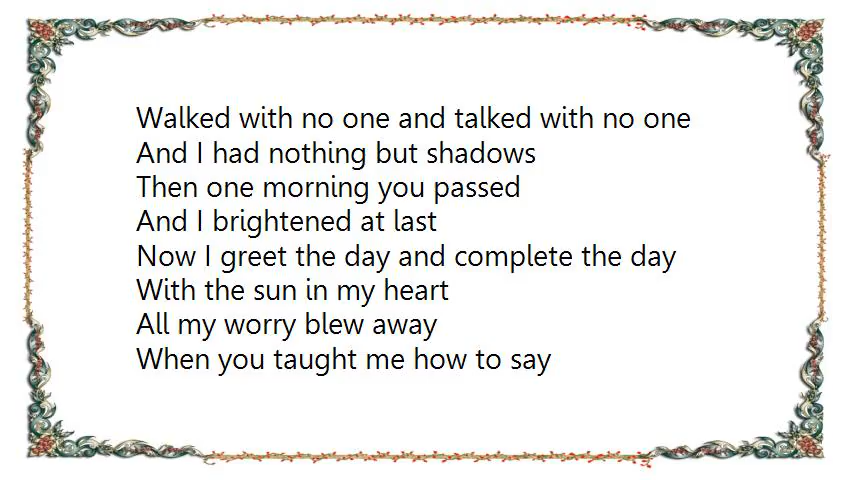 Walked with no one and talked with no one
And I had nothing but shadows
Then one morning you passed
And I brightened at last
Now I greet the day and complete the day
With the sun in my heart
All my worry blew away
When you taught me how to say